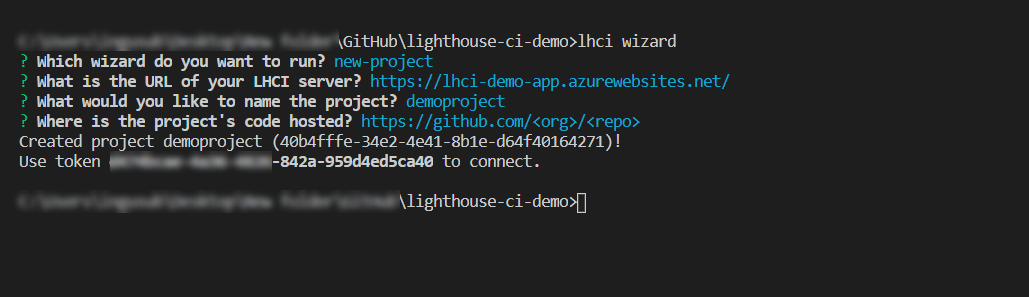 \GitHub\lighthouse-ci-demo>lhci wizard
? Which wizard do you want to run? new-project
? What is the URL of your LHCI server? https://lhci-demo-app.azurewebsites.net/
? What would you like to name the project? demoproject
? Where is the project's code hosted? https://github.com/<org>/<repo>
Created project demoproject (40b4fffe-34e2-4e41-8b1e-d64f40164271)!
Use token -842a-959d4ed5ca40 to connect.
\lighthouse-ci-demo>